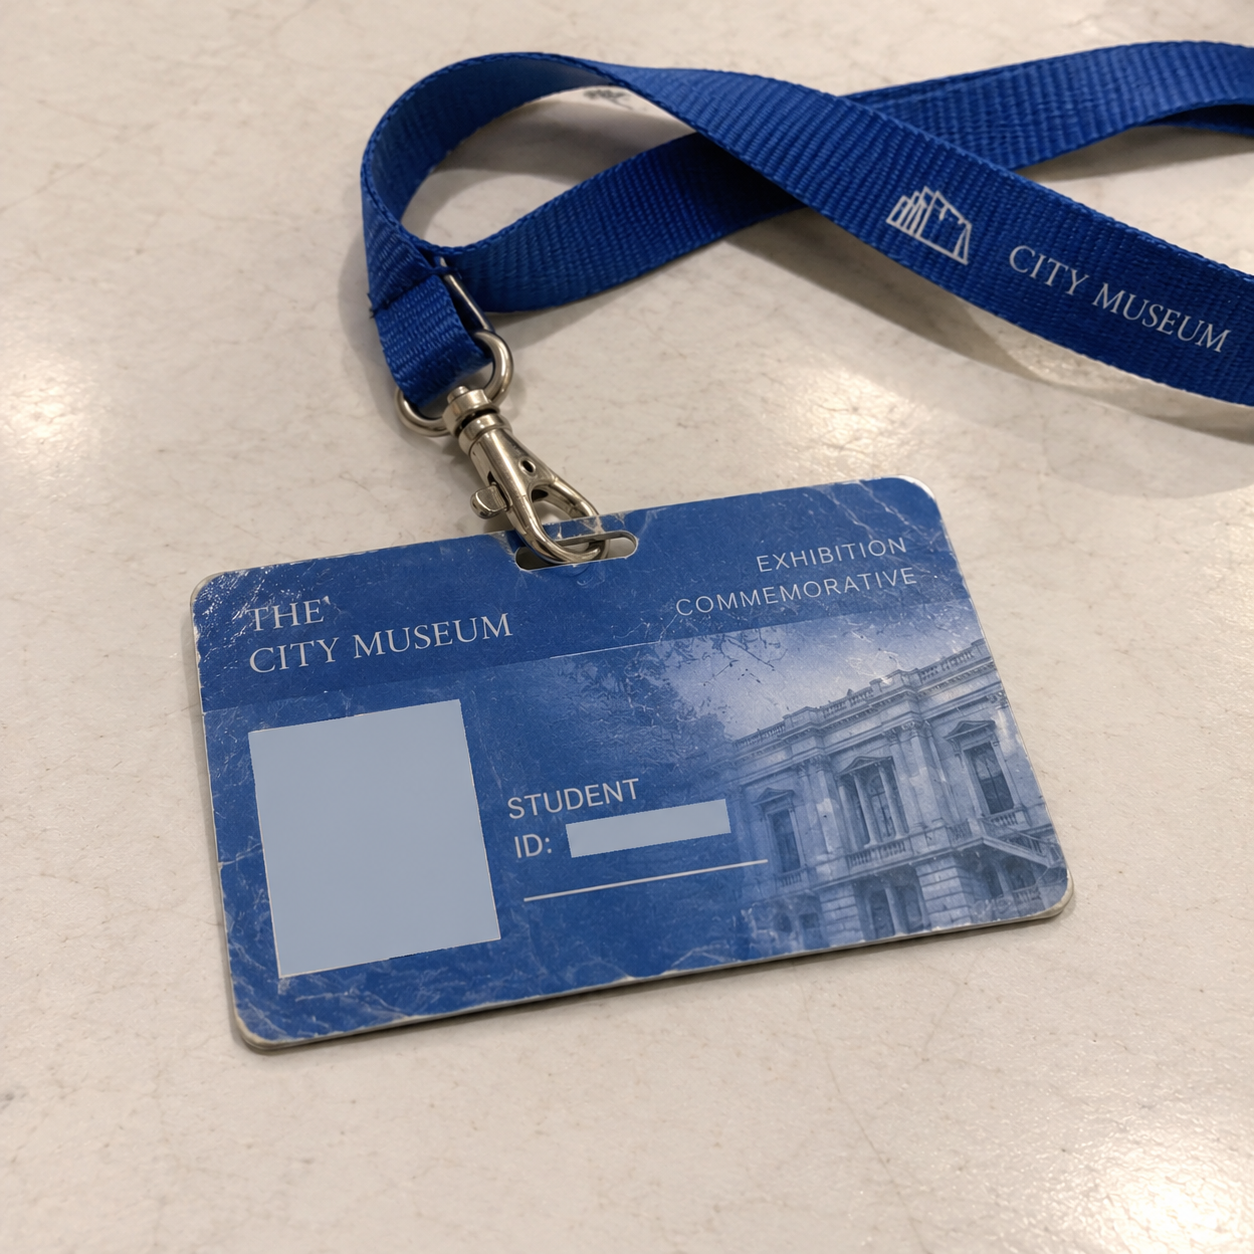 CITY MUSEUM
THE
CITY MUSEUM
EXHIBITION
COMMEMORATIVE
STUDENT
ID: